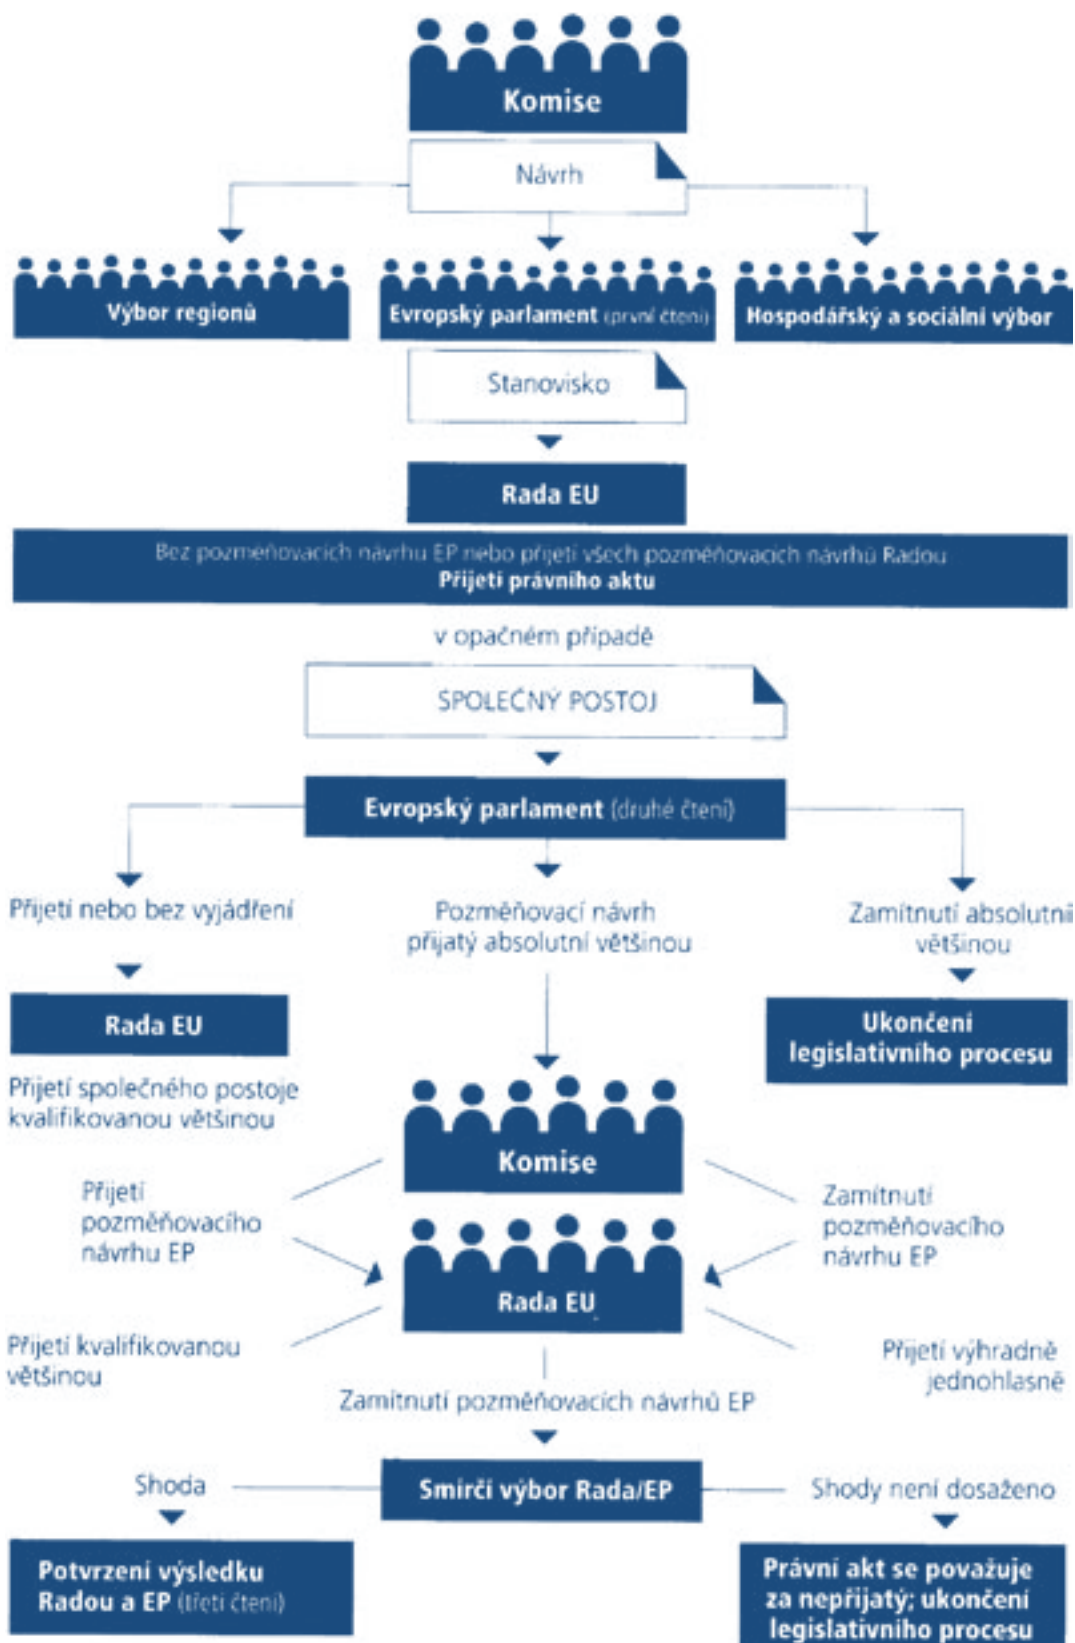 Komise
Návrh
Výbor regionů
Evropský parlament (první čtení)
Hospodářský a sociální výbor
Stanovisko
Rada EU
Bez pozměňovacích návrhu EP nebo přijetí všech pozměňovacích návrhů Radou
Přijetí právního aktu
v opačném případě
SPOLEČNÝ POSTOJ
Evropský parlament (druhé čtení)
Přijetí nebo bez vyjádření
Pozměňovací návrh
přijatý absolutní většinou
Zamítnutí absolutní
většinou
Rada EU
Ukončení
legislativního procesu
Přijetí společného postoje
kvalifikovanou většinou
Komise
Přijetí
pozměňovacího
návrhu EP
Zamítnutí
pozměňovacího
návrhu EP
Rada EU
Přijetí kvalifikovanou
většinou
Přijetí výhradně
jednohlasně
Zamítnutí pozměňovacích návrhů EP
Shoda
Smírčí výbor Rada/EP
Shody není dosaženo
Potvrzení výsledku
Radou a EP (třetí čtení)
Právní akt se považuje
za nepřijatý; ukončení
legislativního procesu